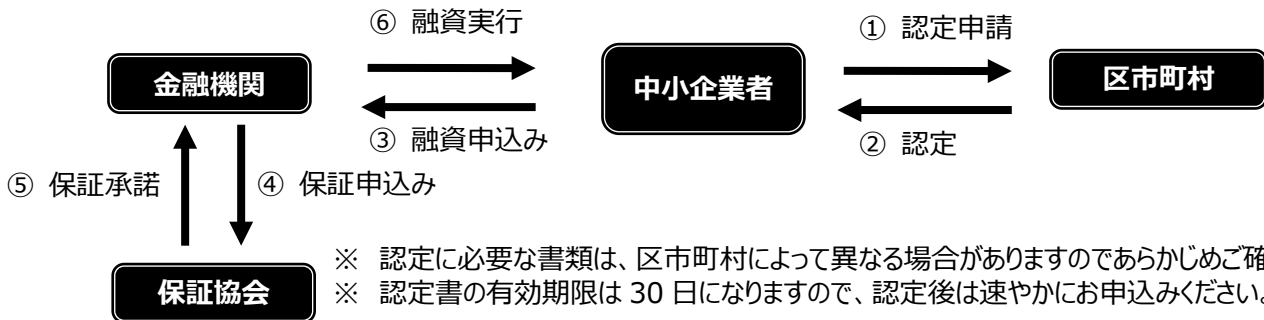 ⑥ 融資実行
① 認定申請
金融機関
中小企業者
区市町村
③ 融資申込み
② 認定
⑤ 保証承諾
④ 保証申込み
※ 認定に必要な書類は、区市町村によって異なる場合がありますのであらかじめご確
保証協会
※ 認定書の有効期限は 30 日になりますので、認定後は速やかにお申込みください。